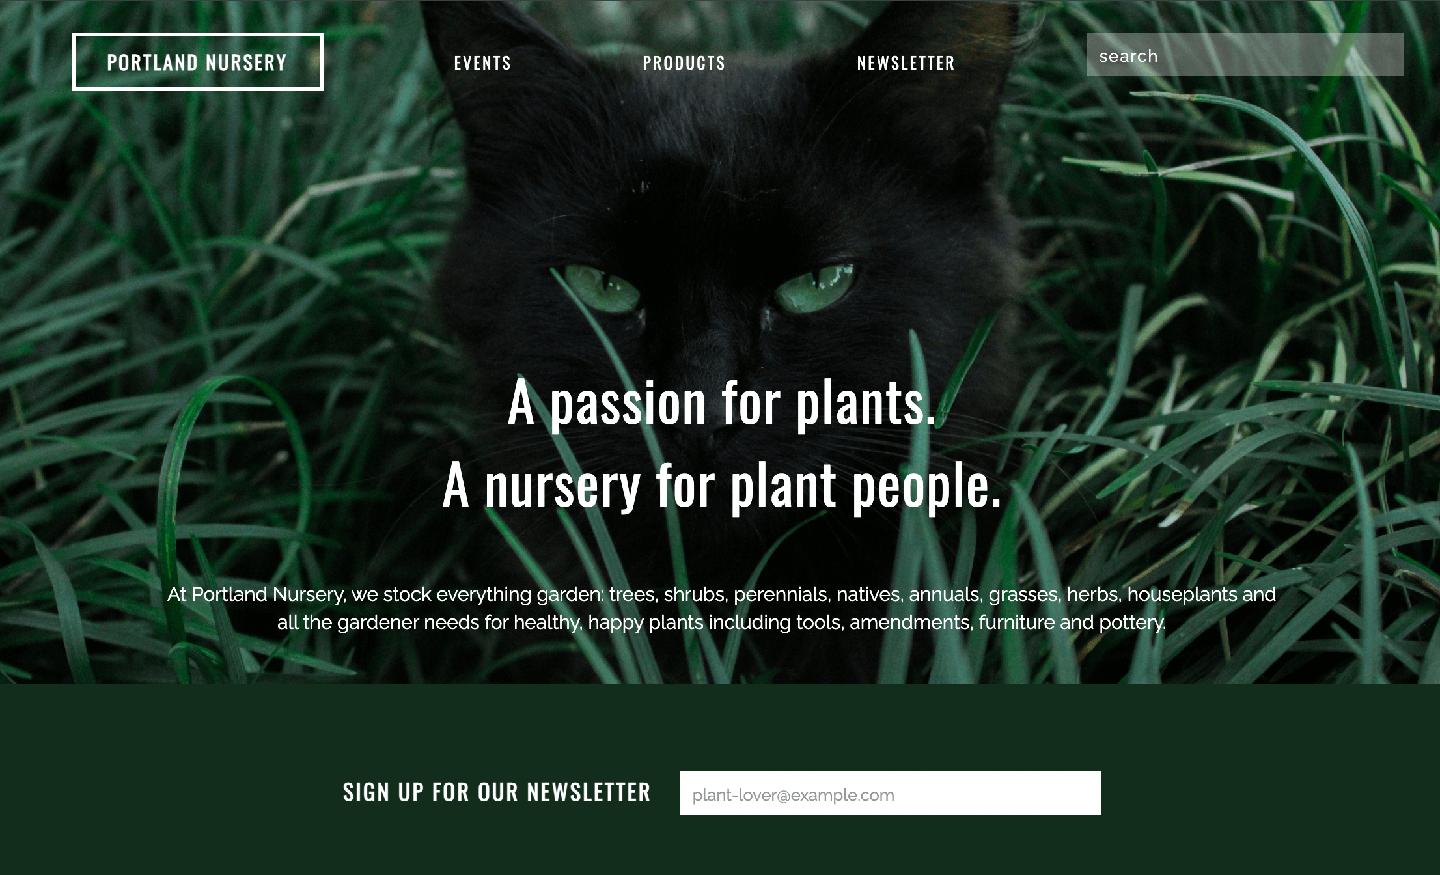 PORTLAND NURSERY
EVENTS
PRODUCTS
NEWSLETTER
search
A passion for plants.
A nursery for plant people.
At Portland Nursery, we stock everything garden: trees, shrubs, perennials, natives, annuals, grasses, herbs, houseplants and
all the gardener needs for healthy, happy plants including tools, amendments, furniture and pottery.
SIGN UP FOR OUR NEWSLETTER
plant-lover@example.com